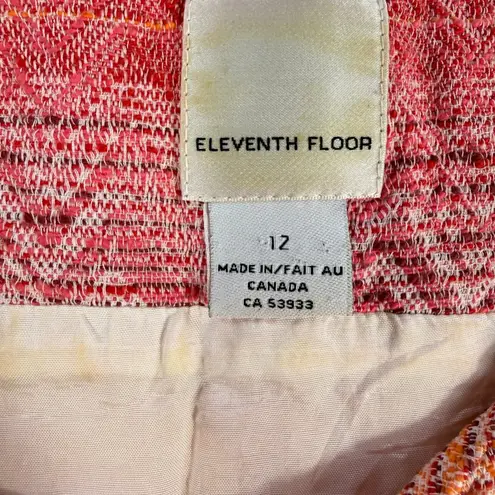 ELEVENTH FLOOR
12
MADE IN/FAIT AU
CANADA
CA 53933